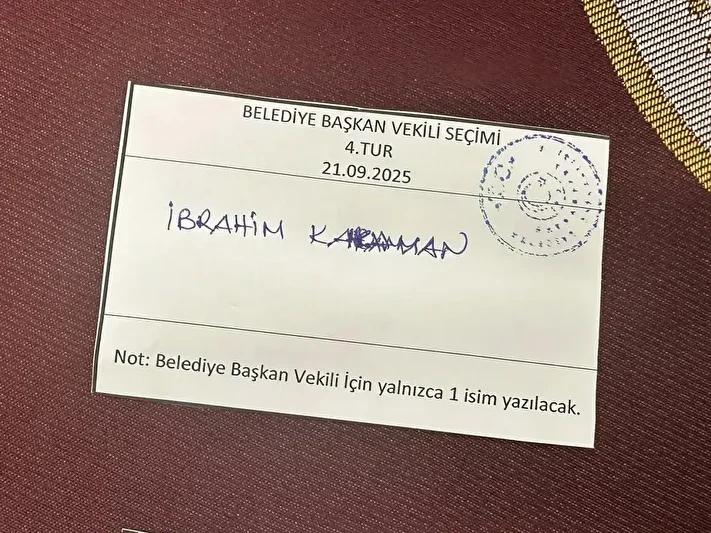 BELEDİYE BAŞKAN VEKİLİ SEÇİMİ
4.TUR
21.09.2025
İBRAHİM
Not: Belediye Başkan Vekili İçin yalnızca 1 isim yazılacak.